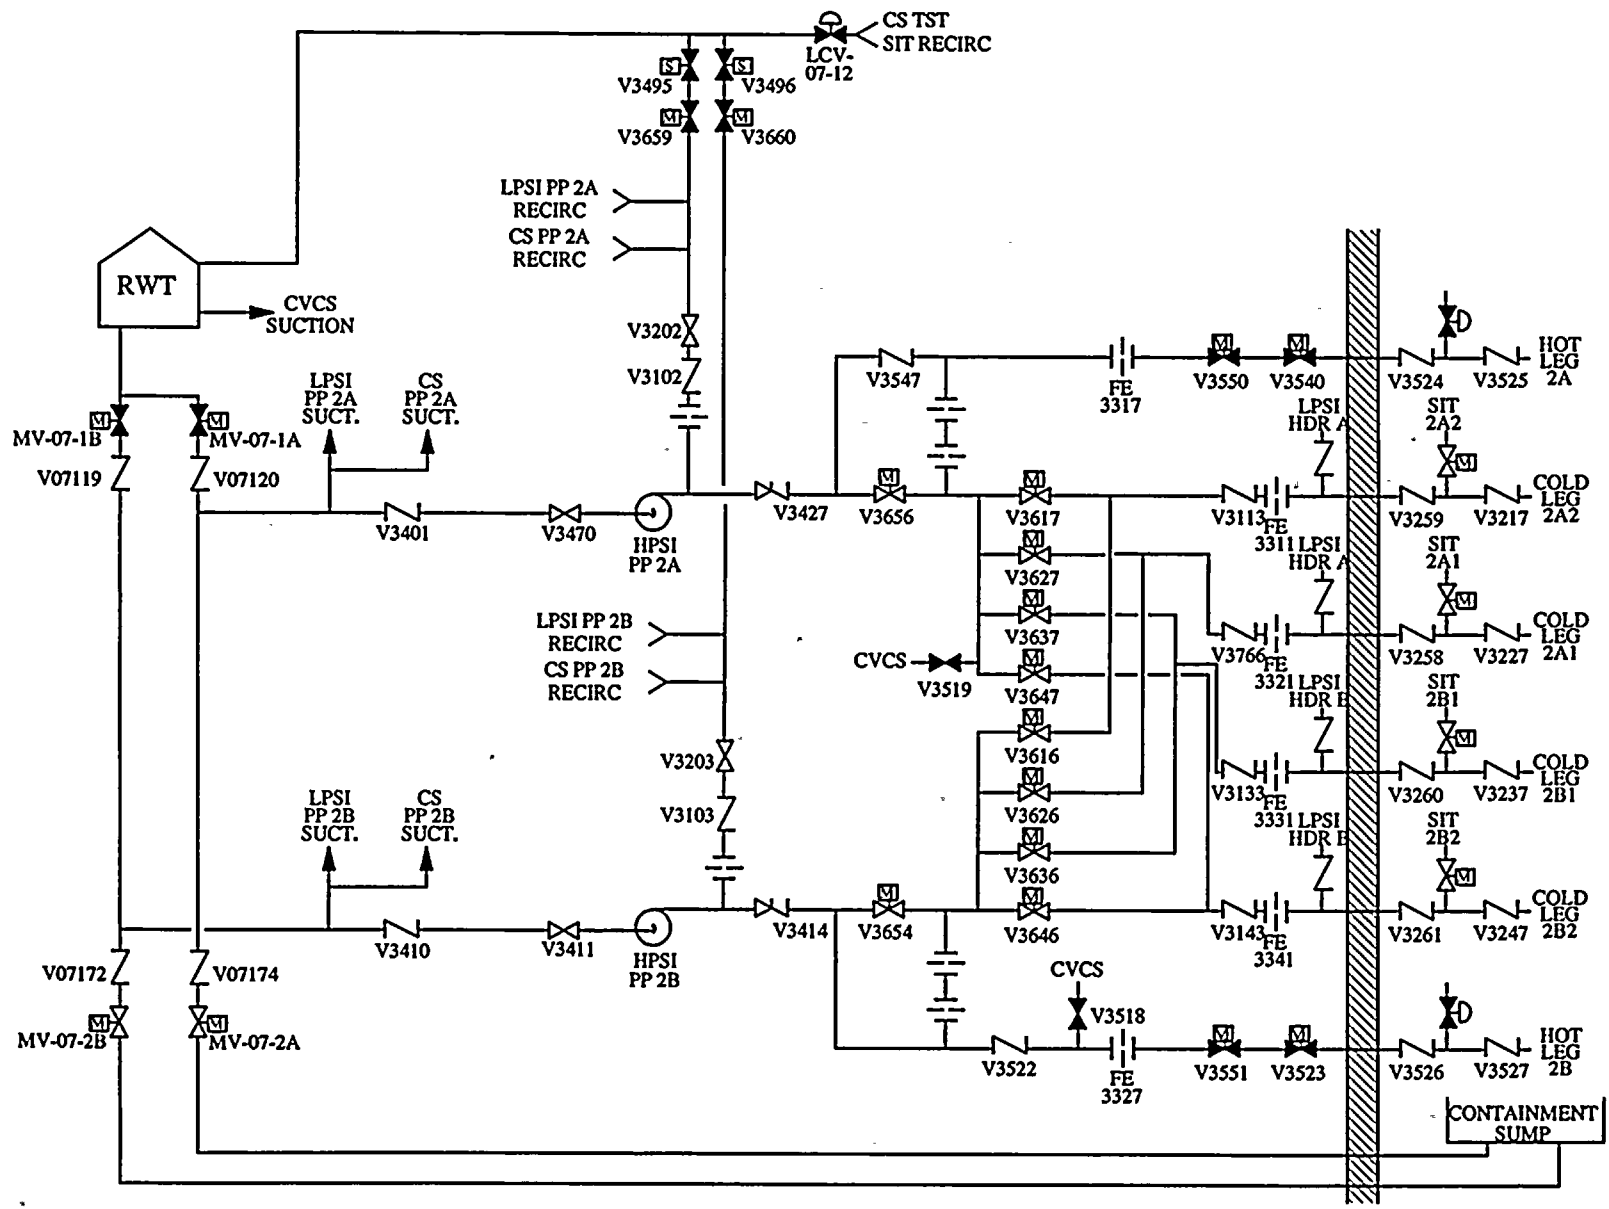 CS TST
SIT RECIRC
LCV-
07-12
S
S
V3495
V3496
M
M
V3659
V3660
LPSI PP 2A
RECIRC
CS PP 2A
RECIRC
RWT
CVCS
SUCTION
V3202
V3102
LPSI
PP 2A
SUCT.
CS
PP 2A
SUCT.
M
MV-07-1B
M
MV-07-1A
V07119
V07120
V3401
V3470
HPSI
PP 2A
V3427
V3547
FE
3317
M
V3550
M
V3540
V3524
V3525
HOT
LEG
2A
M
V3656
M
V3617
V3113
FE
3311
LPSI
HDR A
V3259
SIT
2A2
M
V3217
COLD
LEG
2A2
M
V3627
M
V3637
M
V3647
CVCS
V3519
V3766
FE
3321
LPSI
HDR A
V3258
SIT
2A1
M
V3227
COLD
LEG
2A1
LPSI PP 2B
RECIRC
CS PP 2B
RECIRC
V3203
V3103
M
V3616
M
V3626
M
V3636
M
V3646
V3133
FE
3331
LPSI
HDR B
V3260
SIT
2B1
M
V3237
COLD
LEG
2B1
LPSI
PP 2B
SUCT.
CS
PP 2B
SUCT.
V3410
V3411
HPSI
PP 2B
V3414
M
V3654
V3143
FE
3341
LPSI
HDR B
V3261
SIT
2B2
M
V3247
COLD
LEG
2B2
V07172
V07174
M
MV-07-2B
M
MV-07-2A
CVCS
V3518
V3522
FE
3327
M
V3551
M
V3523
V3526
V3527
HOT
LEG
2B
CONTAINMENT
SUMP